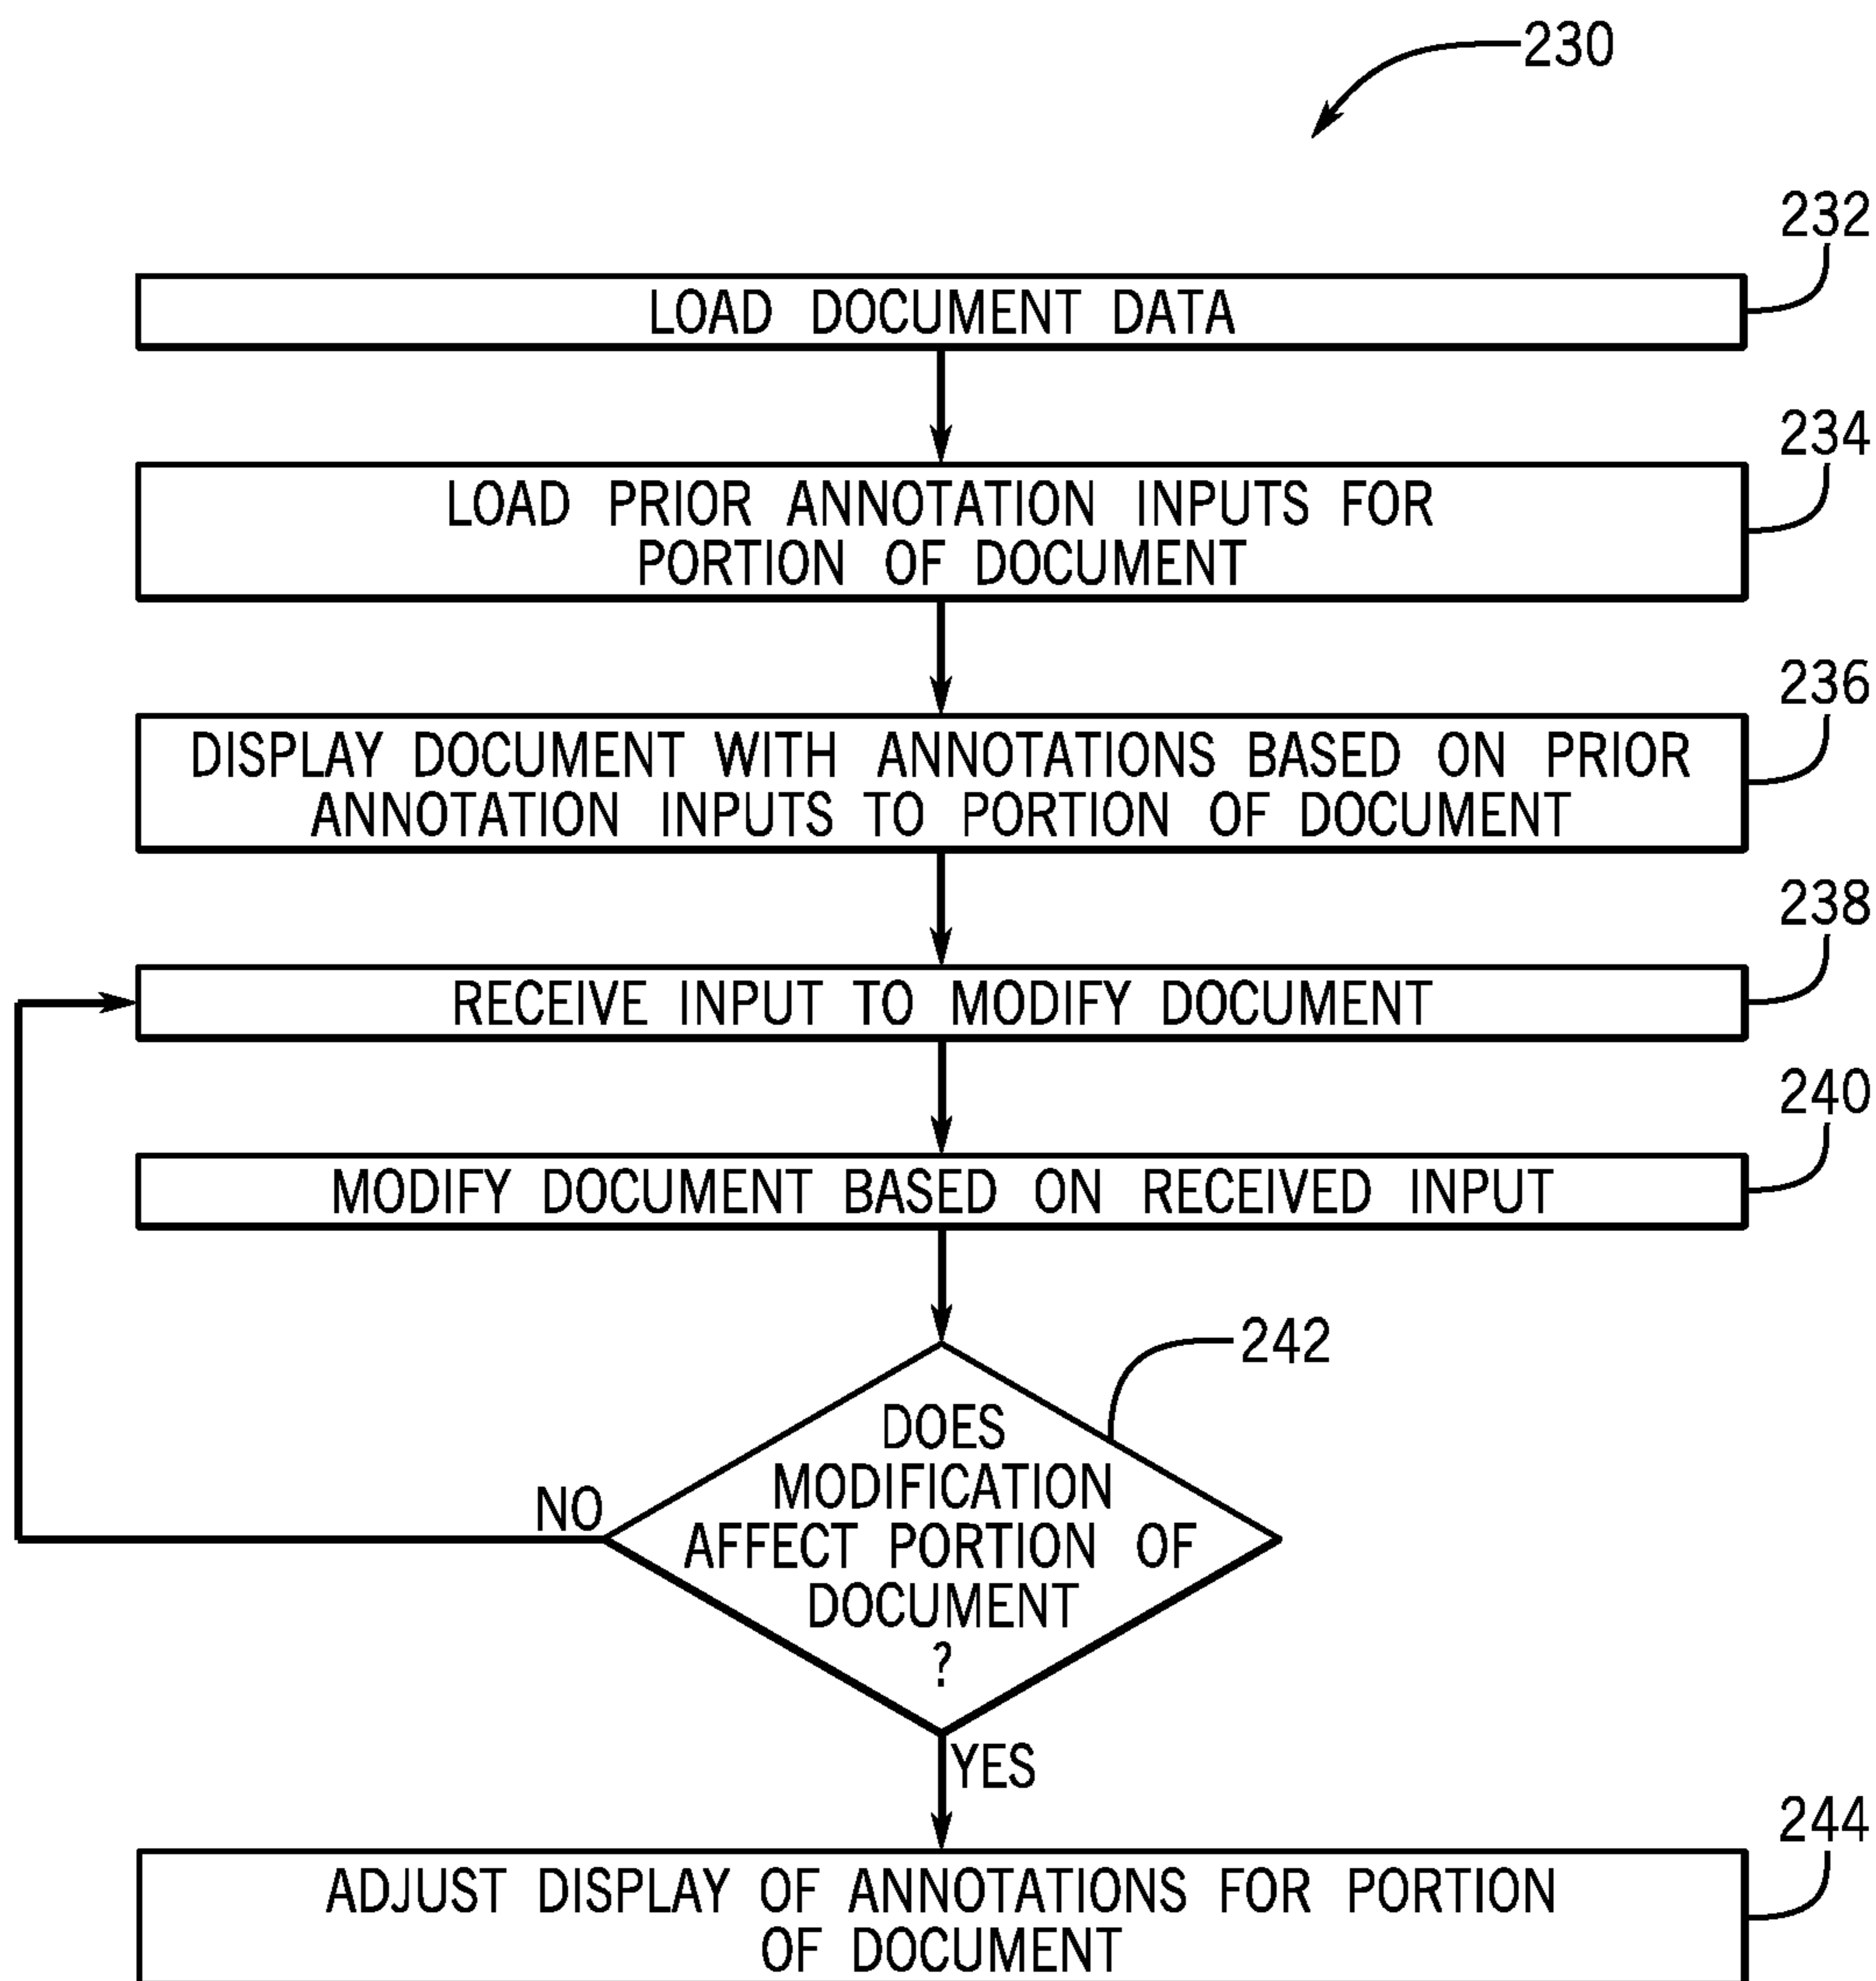 230
232
LOAD DOCUMENT DATA
234
LOAD PRIOR ANNOTATION INPUTS FOR
PORTION OF DOCUMENT
236
DISPLAY DOCUMENT WITH ANNOTATIONS BASED ON PRIOR
ANNOTATION INPUTS TO PORTION OF DOCUMENT
238
RECEIVE INPUT TO MODIFY DOCUMENT
240
MODIFY DOCUMENT BASED ON RECEIVED INPUT
242
DOES
MODIFICATION
AFFECT PORTION OF
DOCUMENT
?
NO
YES
244
ADJUST DISPLAY OF ANNOTATIONS FOR PORTION
OF DOCUMENT